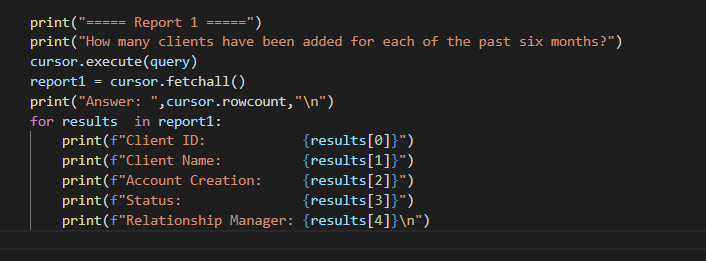 print("===== Report 1 =====")
print("How many clients have been added for each of the past six months?")
cursor.execute(query)
report1 = cursor.fetchall()
print("Answer: ",cursor.rowcount,"\n")
for results  in report1:
    print(f"Client ID:            {results[0]}")
    print(f"Client Name:          {results[1]}")
    print(f"Account Creation:     {results[2]}")
    print(f"Status:               {results[3]}")
    print(f"Relationship Manager: {results[4]}\n")